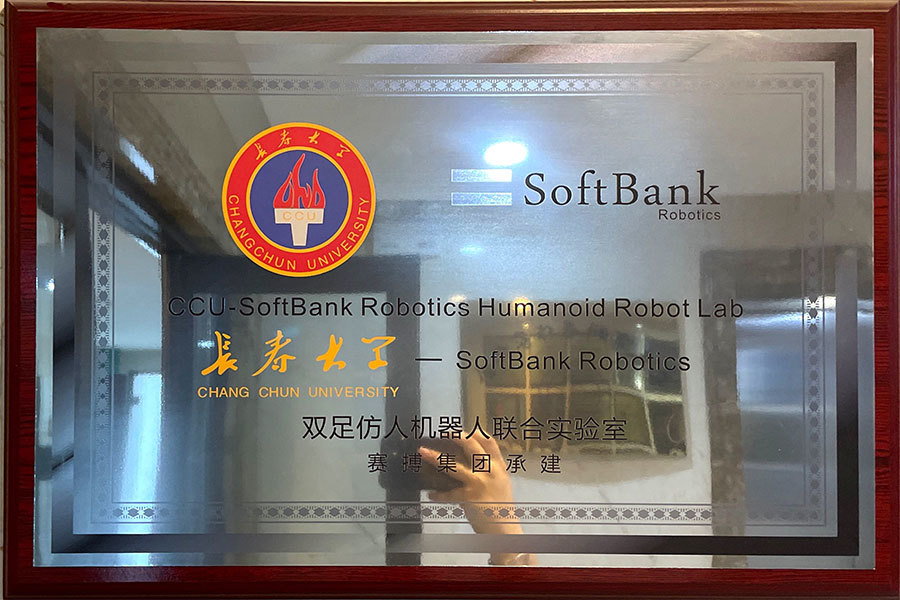 長春大学
CCU
CHANGCHUN UNIVERSITY
SoftBank
Robotics
CCU-SoftBank Robotics Humanoid Robot Lab
長春大学 — SoftBank Robotics
CHANG CHUN UNIVERSITY
双足仿人机器人联合实验室
赛搏集团承建